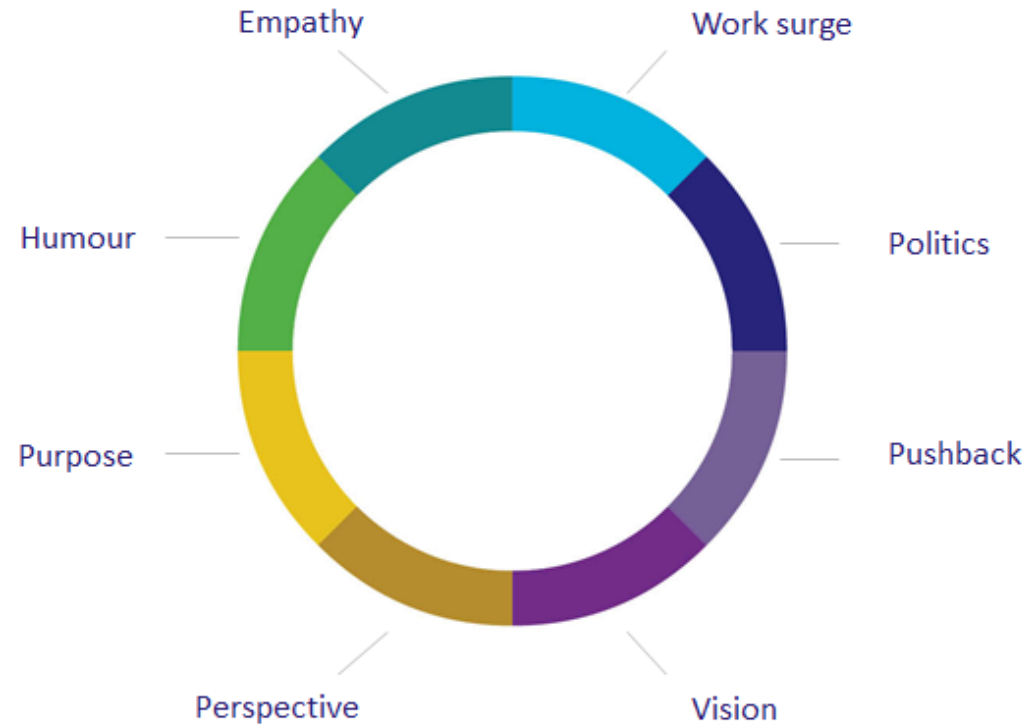 Empathy
Work surge
Humour
Politics
Purpose
Pushback
Perspective
Vision